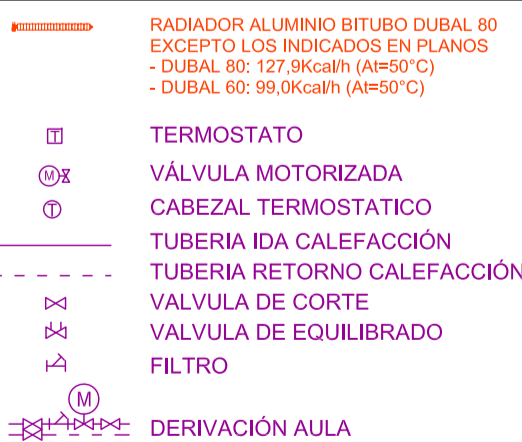 RADIADOR ALUMINIO BITUBO DUBAL 80
EXCEPTO LOS INDICADOS EN PLANOS
- DUBAL 80: 127,9Kcal/h (At=50°C)
- DUBAL 60: 99,0Kcal/h (At=50°C)
T TERMOSTATO
M VÁLVULA MOTORIZADA
T CABEZAL TERMOSTATICO
TUBERIA IDA CALEFACCIÓN
TUBERIA RETORNO CALEFACCIÓN
VALVULA DE CORTE
VALVULA DE EQUILIBRADO
FILTRO
M
DERIVACIÓN AULA